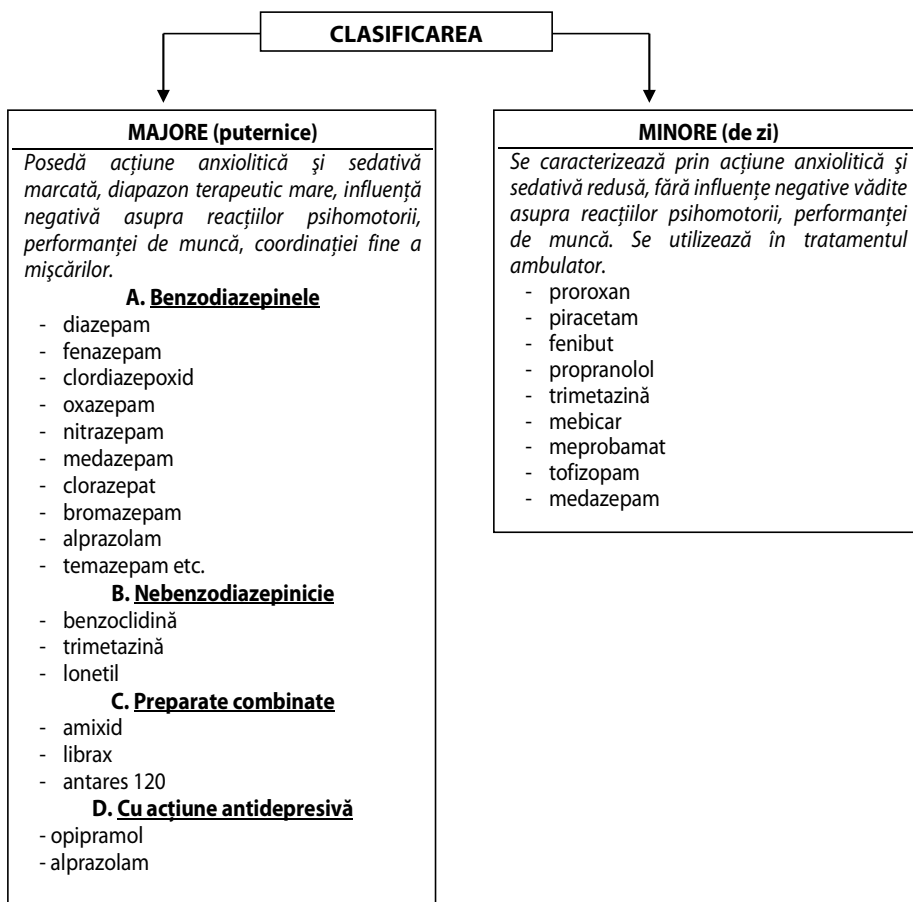 CLASIFICAREA
MAJORE (puternice)
Posedă acțiune anxiolitică şi sedativă
marcată, diapazon terapeutic mare, influență
negativă asupra reacțiilor psihomotorii,
performanței de muncă, coordinației fine a
mişcărilor.
A. Benzodiazepinele
- diazepam
- fenazepam
- clordiazepoxid
- oxazepam
- nitrazepam
- medazepam
- clorazepat
- bromazepam
- alprazolam
- temazepam etc.
B. Nebenzodiazepinicie
- benzoclidină
- trimetazină
- lonetil
C. Preparate combinate
- amixid
- librax
- antares 120
D. Cu acțiune antidepresivă
- opipramol
- alprazolam
MINORE (de zi)
Se caracterizează prin acțiune anxiolitică şi
sedativă redusă, fără influențe negative vădite
asupra reacțiilor psihomotorii, performanței
de muncă. Se utilizează în tratamentul
ambulator.
- proroxan
- piracetam
- fenibut
- propranolol
- trimetazină
- mebicar
- meprobamat
- tofizopam
- medazepam